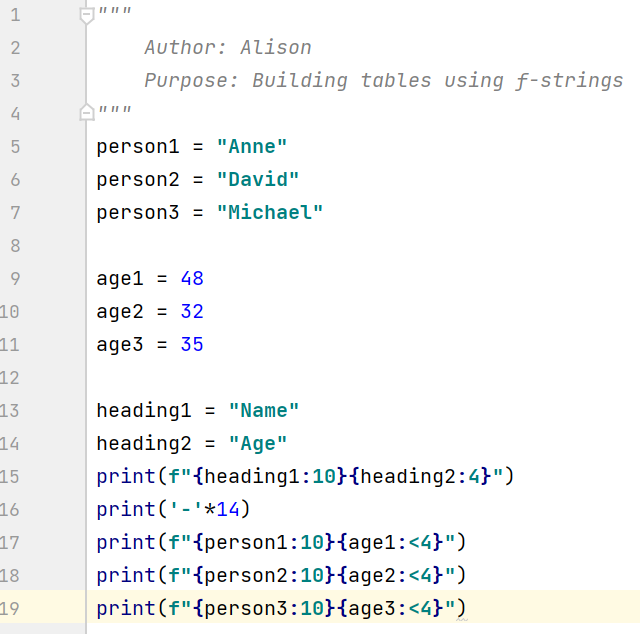 1 """
2     Author: Alison
3     Purpose: Building tables using f-strings
4 """
5 person1 = "Anne"
6 person2 = "David"
7 person3 = "Michael"
8
9 age1 = 48
10 age2 = 32
11 age3 = 35
12
13 heading1 = "Name"
14 heading2 = "Age"
15 print(f"{heading1:10}{heading2:4}")
16 print('-'*14)
17 print(f"{person1:10}{age1:<4}")
18 print(f"{person2:10}{age2:<4}")
19 print(f"{person3:10}{age3:<4}")